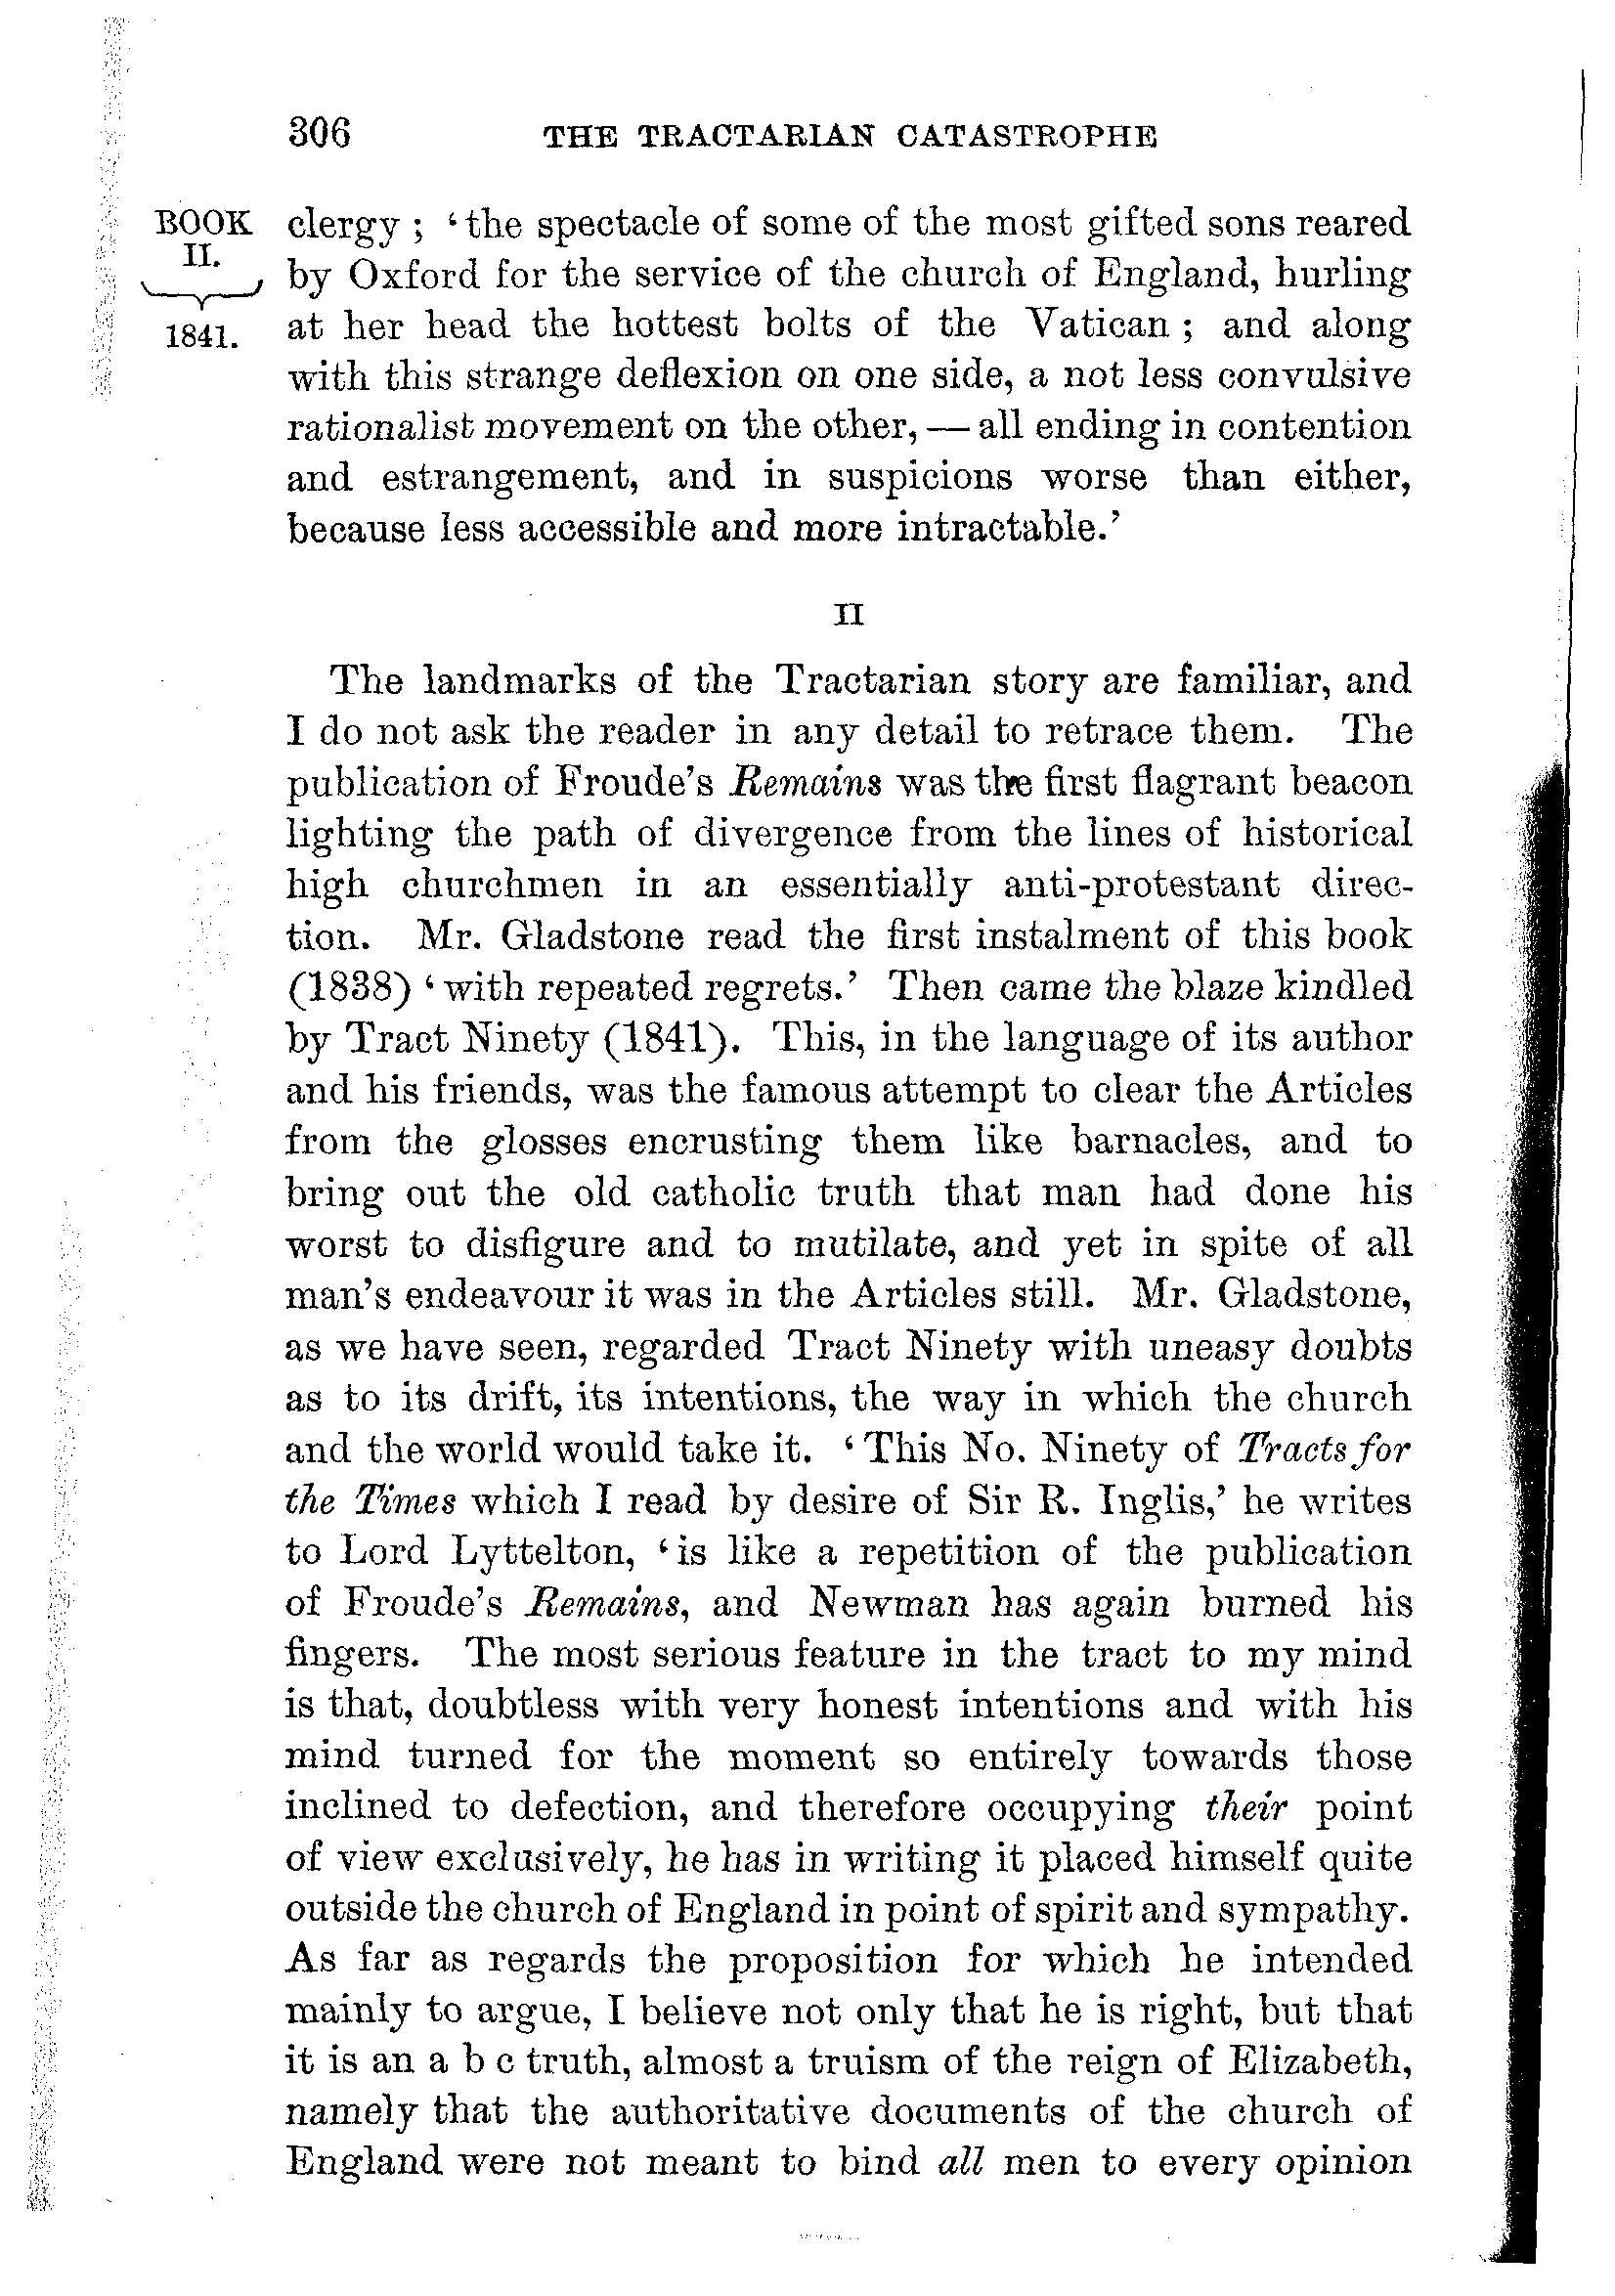 306 THE TRACTARIAN CATASTROPHE
BOOK
II.
1841.
clergy ; ‘the spectacle of some of the most gifted sons reared
by Oxford for the service of the church of England, hurling
at her head the hottest bolts of the Vatican ; and along
with this strange deflexion on one side, a not less convulsive
rationalist movement on the other, — all ending in contention
and estrangement, and in suspicions worse than either,
because less accessible and more intractable.’
II
The landmarks of the Tractarian story are familiar, and
I do not ask the reader in any detail to retrace them. The
publication of Froude’s Remains was the first flagrant beacon
lighting the path of divergence from the lines of historical
high churchmen in an essentially anti-protestant direc-
tion. Mr. Gladstone read the first instalment of this book
(1838) ‘with repeated regrets.’ Then came the blaze kindled
by Tract Ninety (1841). This, in the language of its author
and his friends, was the famous attempt to clear the Articles
from the glosses encrusting them like barnacles, and to
bring out the old catholic truth that man had done his
worst to disfigure and to mutilate, and yet in spite of all
man’s endeavour it was in the Articles still. Mr. Gladstone,
as we have seen, regarded Tract Ninety with uneasy doubts
as to its drift, its intentions, the way in which the church
and the world would take it. ‘This No. Ninety of Tracts for
the Times which I read by desire of Sir R. Inglis,’ he writes
to Lord Lyttelton, ‘is like a repetition of the publication
of Froude’s Remains, and Newman has again burned his
fingers. The most serious feature in the tract to my mind
is that, doubtless with very honest intentions and with his
mind turned for the moment so entirely towards those
inclined to defection, and therefore occupying their point
of view exclusively, he has in writing it placed himself quite
outside the church of England in point of spirit and sympathy.
As far as regards the proposition for which he intended
mainly to argue, I believe not only that he is right, but that
it is an a b c truth, almost a truism of the reign of Elizabeth,
namely that the authoritative documents of the church of
England were not meant to bind all men to every opinion